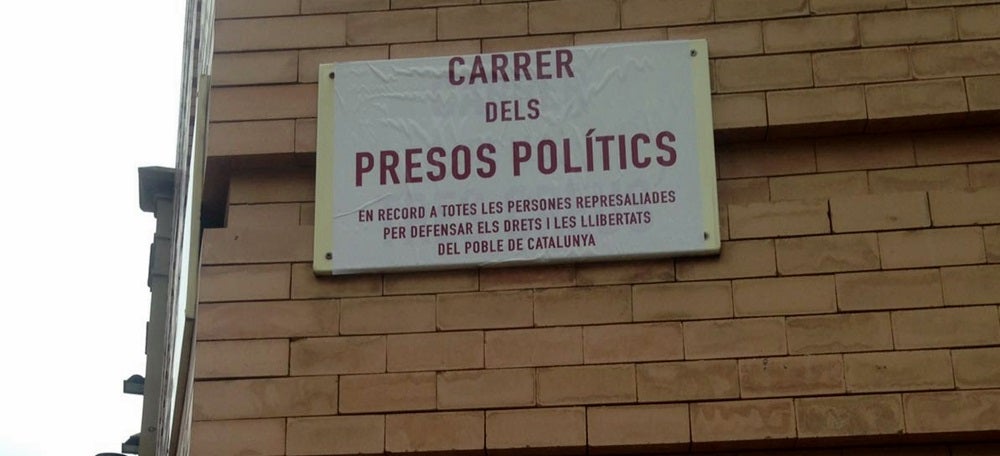 CARRER
DELS
PRESOS POLÍTICS
EN RECORD A TOTES LES PERSONES REPRESALIADES
PER DEFENSAR ELS DRETS I LES LLIBERTATS
DEL POBLE DE CATALUNYA